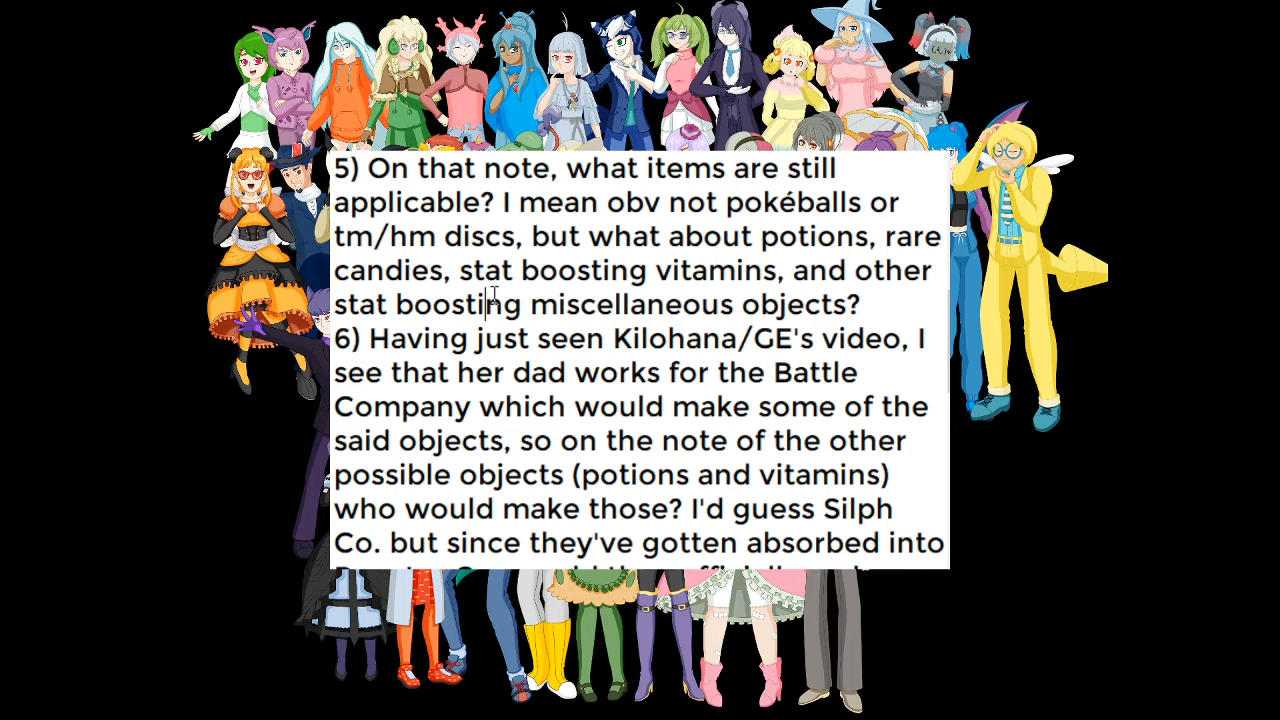 5) On that note, what items are still
applicable? I mean obv not pokéballs or
tm/hm discs, but what about potions, rare
candies, stat boosting vitamins, and other
stat boosting miscellaneous objects?
6) Having just seen Kilohana/GE's video, I
see that her dad works for the Battle
Company which would make some of the
said objects, so on the note of the other
possible objects (potions and vitamins)
who would make those? I'd guess Silph
Co. but since they've gotten absorbed into